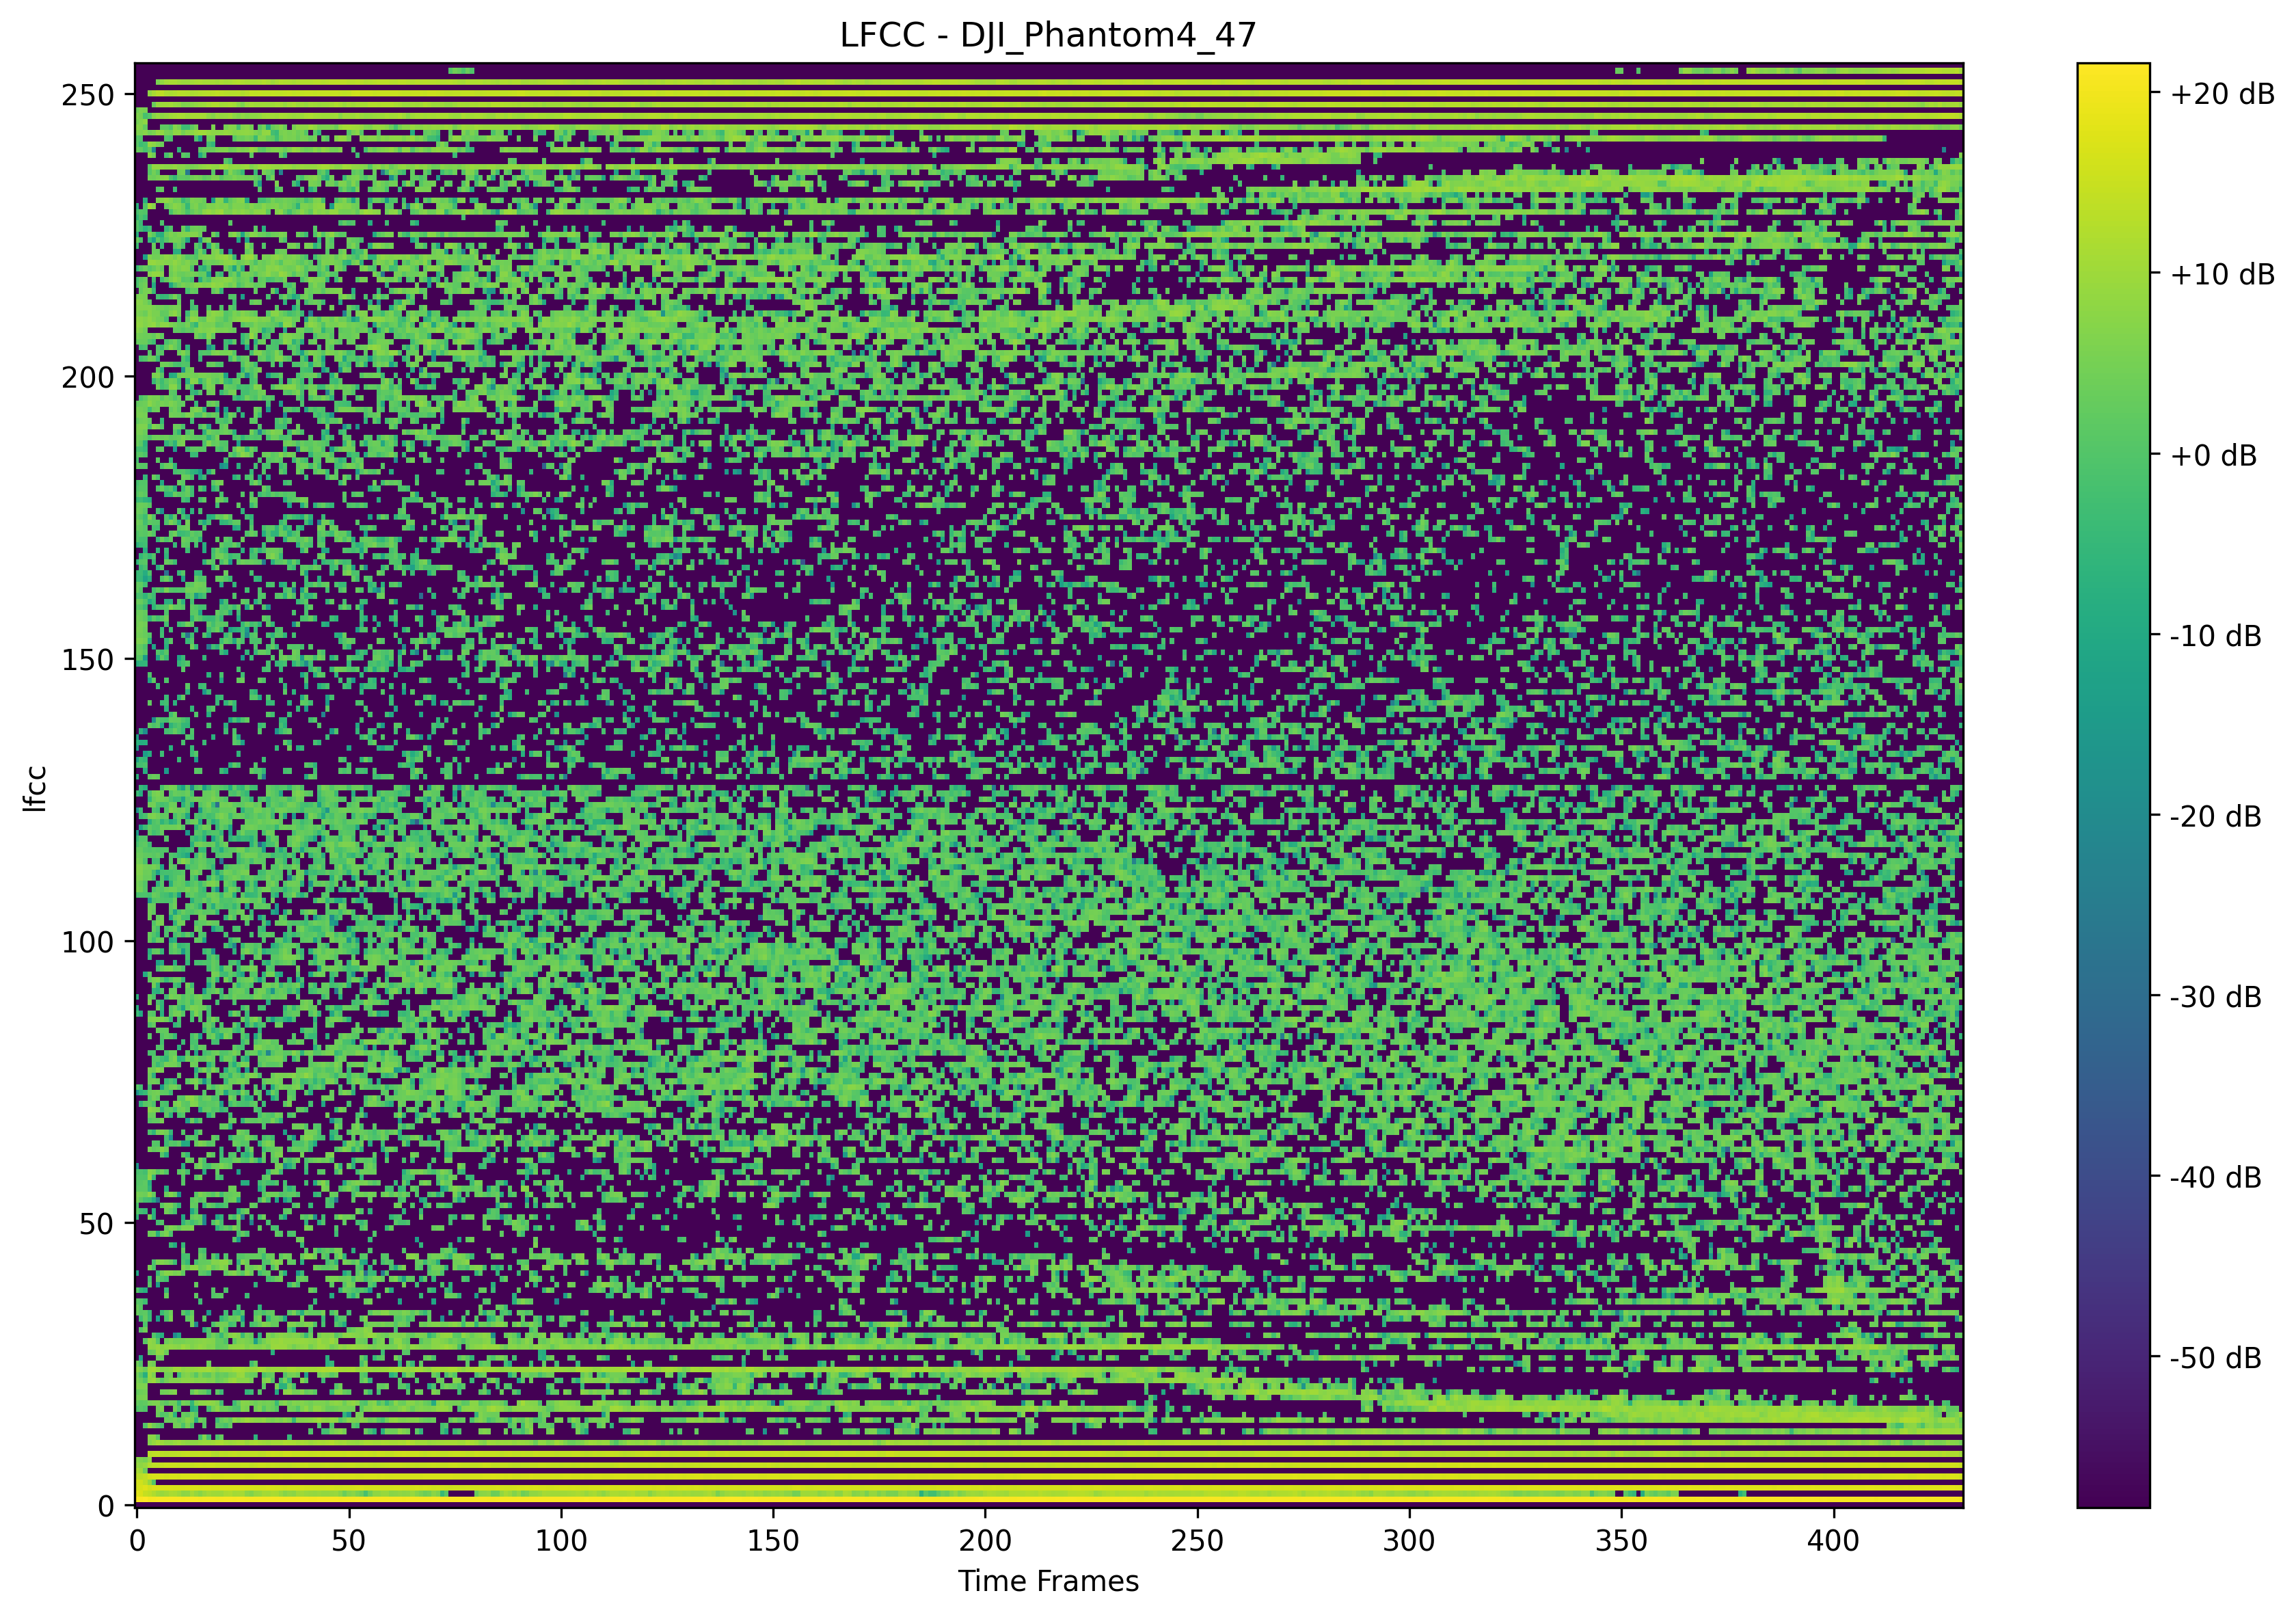 LFCC - DJI_Phantom4_47
250
200
150
100
50
0
lfcc
0 50 100 150 200 250 300 350 400
Time Frames
+20 dB
+10 dB
+0 dB
-10 dB
-20 dB
-30 dB
-40 dB
-50 dB